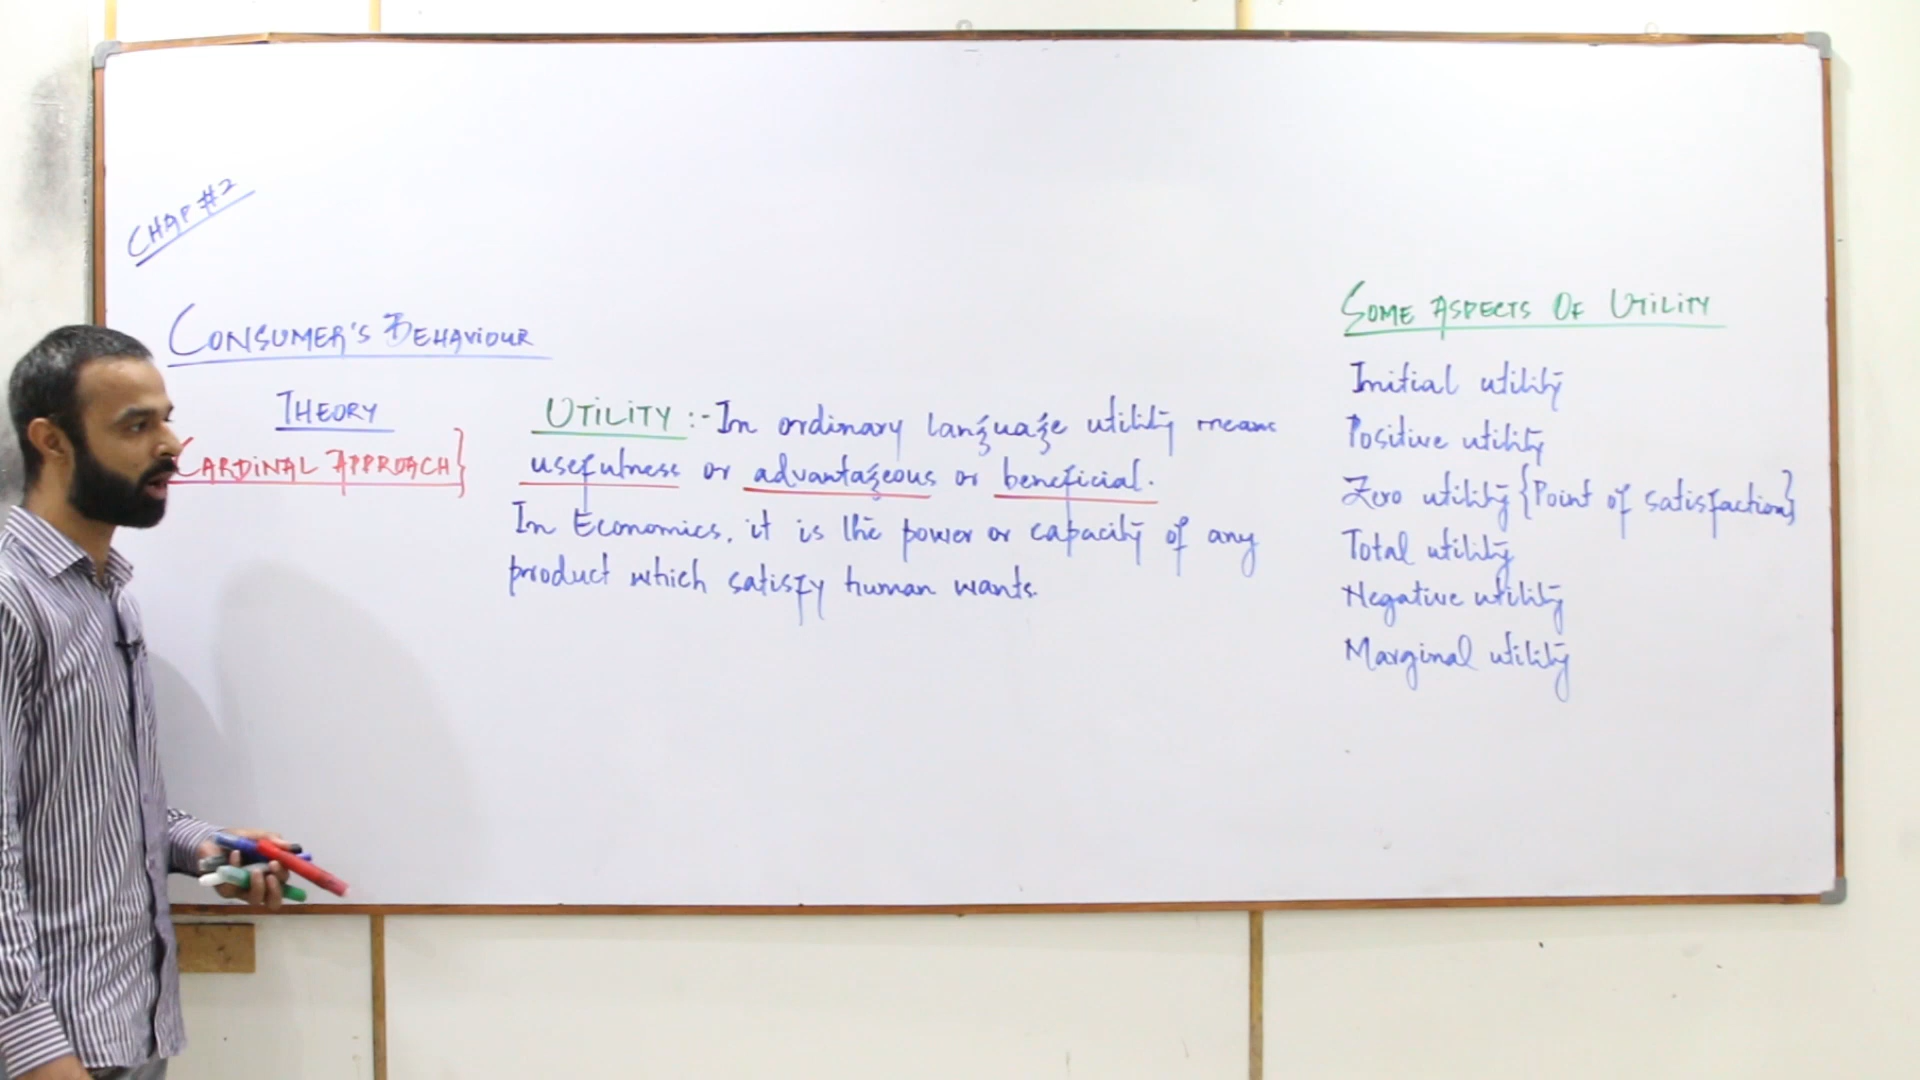 CHAP #2
CONSUMER'S BEHAVIOUR
THEORY
CARDINAL APPROACH}
UTILITY :- In ordinary language utility means
usefulness or advantageous or beneficial.
In Economics, it is the power or capacity of any
product which satisfy human wants.
SOME ASPECTS OF UTILITY
Initial utility
Positive utility
Zero utility {Point of satisfaction}
Total utility
Negative utility
Marginal utility